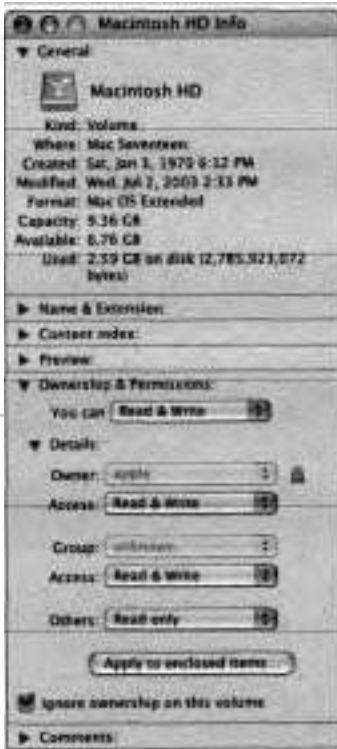 Macintosh HD Info
General:
Macintosh HD
Kind: Volume
Where: Mac Seventeen:
Created: Sat, Jan 3, 1970 6:12 PM
Modified: Wed, Jul 2, 2003 2:33 PM
Format: Mac OS Extended
Capacity: 9.36 GB
Available: 6.76 GB
Used: 2.59 GB on disk (2,785,923,072
bytes)
Name & Extension:
Content index:
Preview:
Ownership & Permissions:
You can Read & Write
Details:
Owner: apple
Access: Read & Write
Group: unknown
Access: Read & Write
Others: Read only
Apply to enclosed items
Ignore ownership on this volume
Comments: